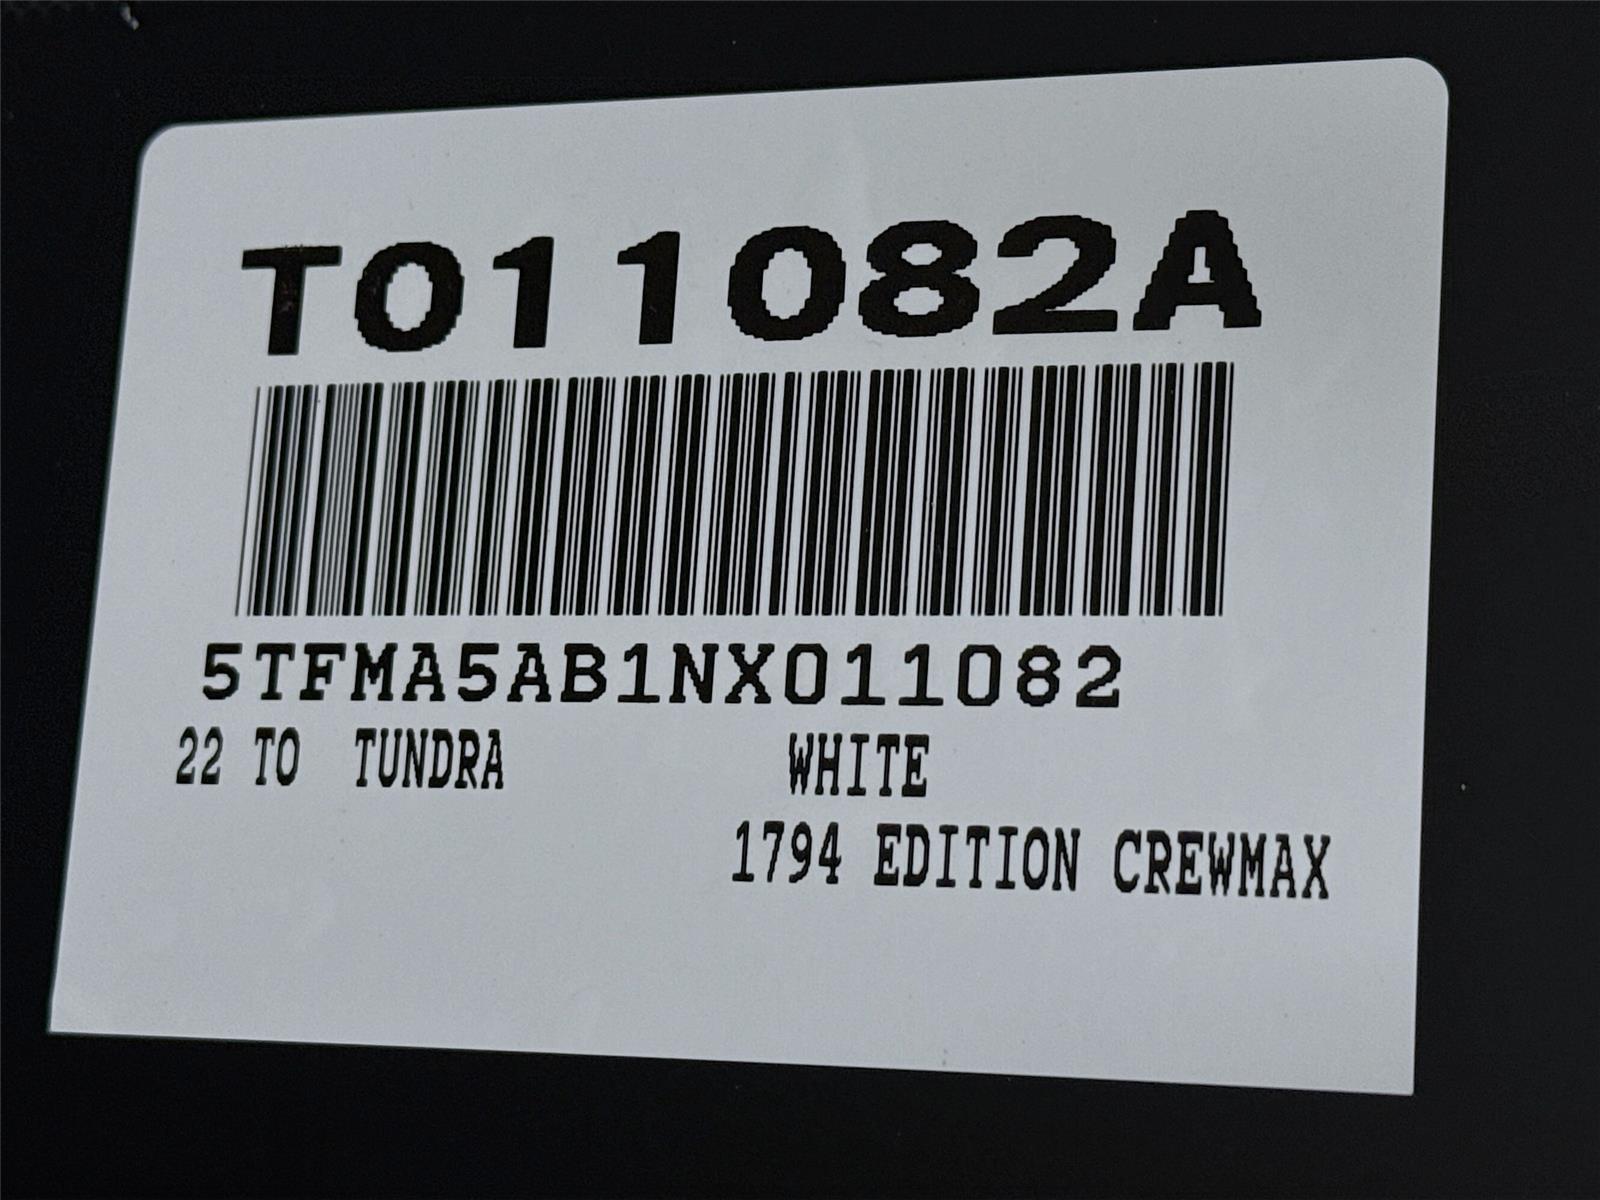 T011082A
5TFMA5AB1NX011082
22 TO TUNDRA WHITE
1794 EDITION CREWMAX